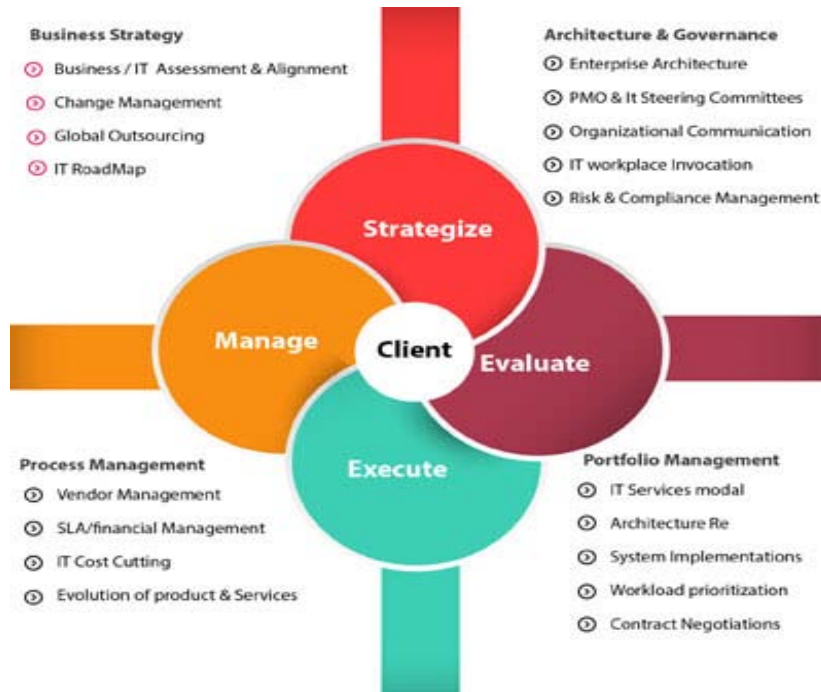 Business Strategy
Business / IT Assessment & Alignment
Change Management
Global Outsourcing
IT RoadMap
Architecture & Governance
Enterprise Architecture
PMO & It Steering Committees
Organizational Communication
IT workplace Invocation
Risk & Compliance Management
Strategize
Manage
Client
Evaluate
Execute
Process Management
Vendor Management
SLA/financial Management
IT Cost Cutting
Evolution of product & Services
Portfolio Management
IT Services modal
Architecture Re
System Implementations
Workload prioritization
Contract Negotiations